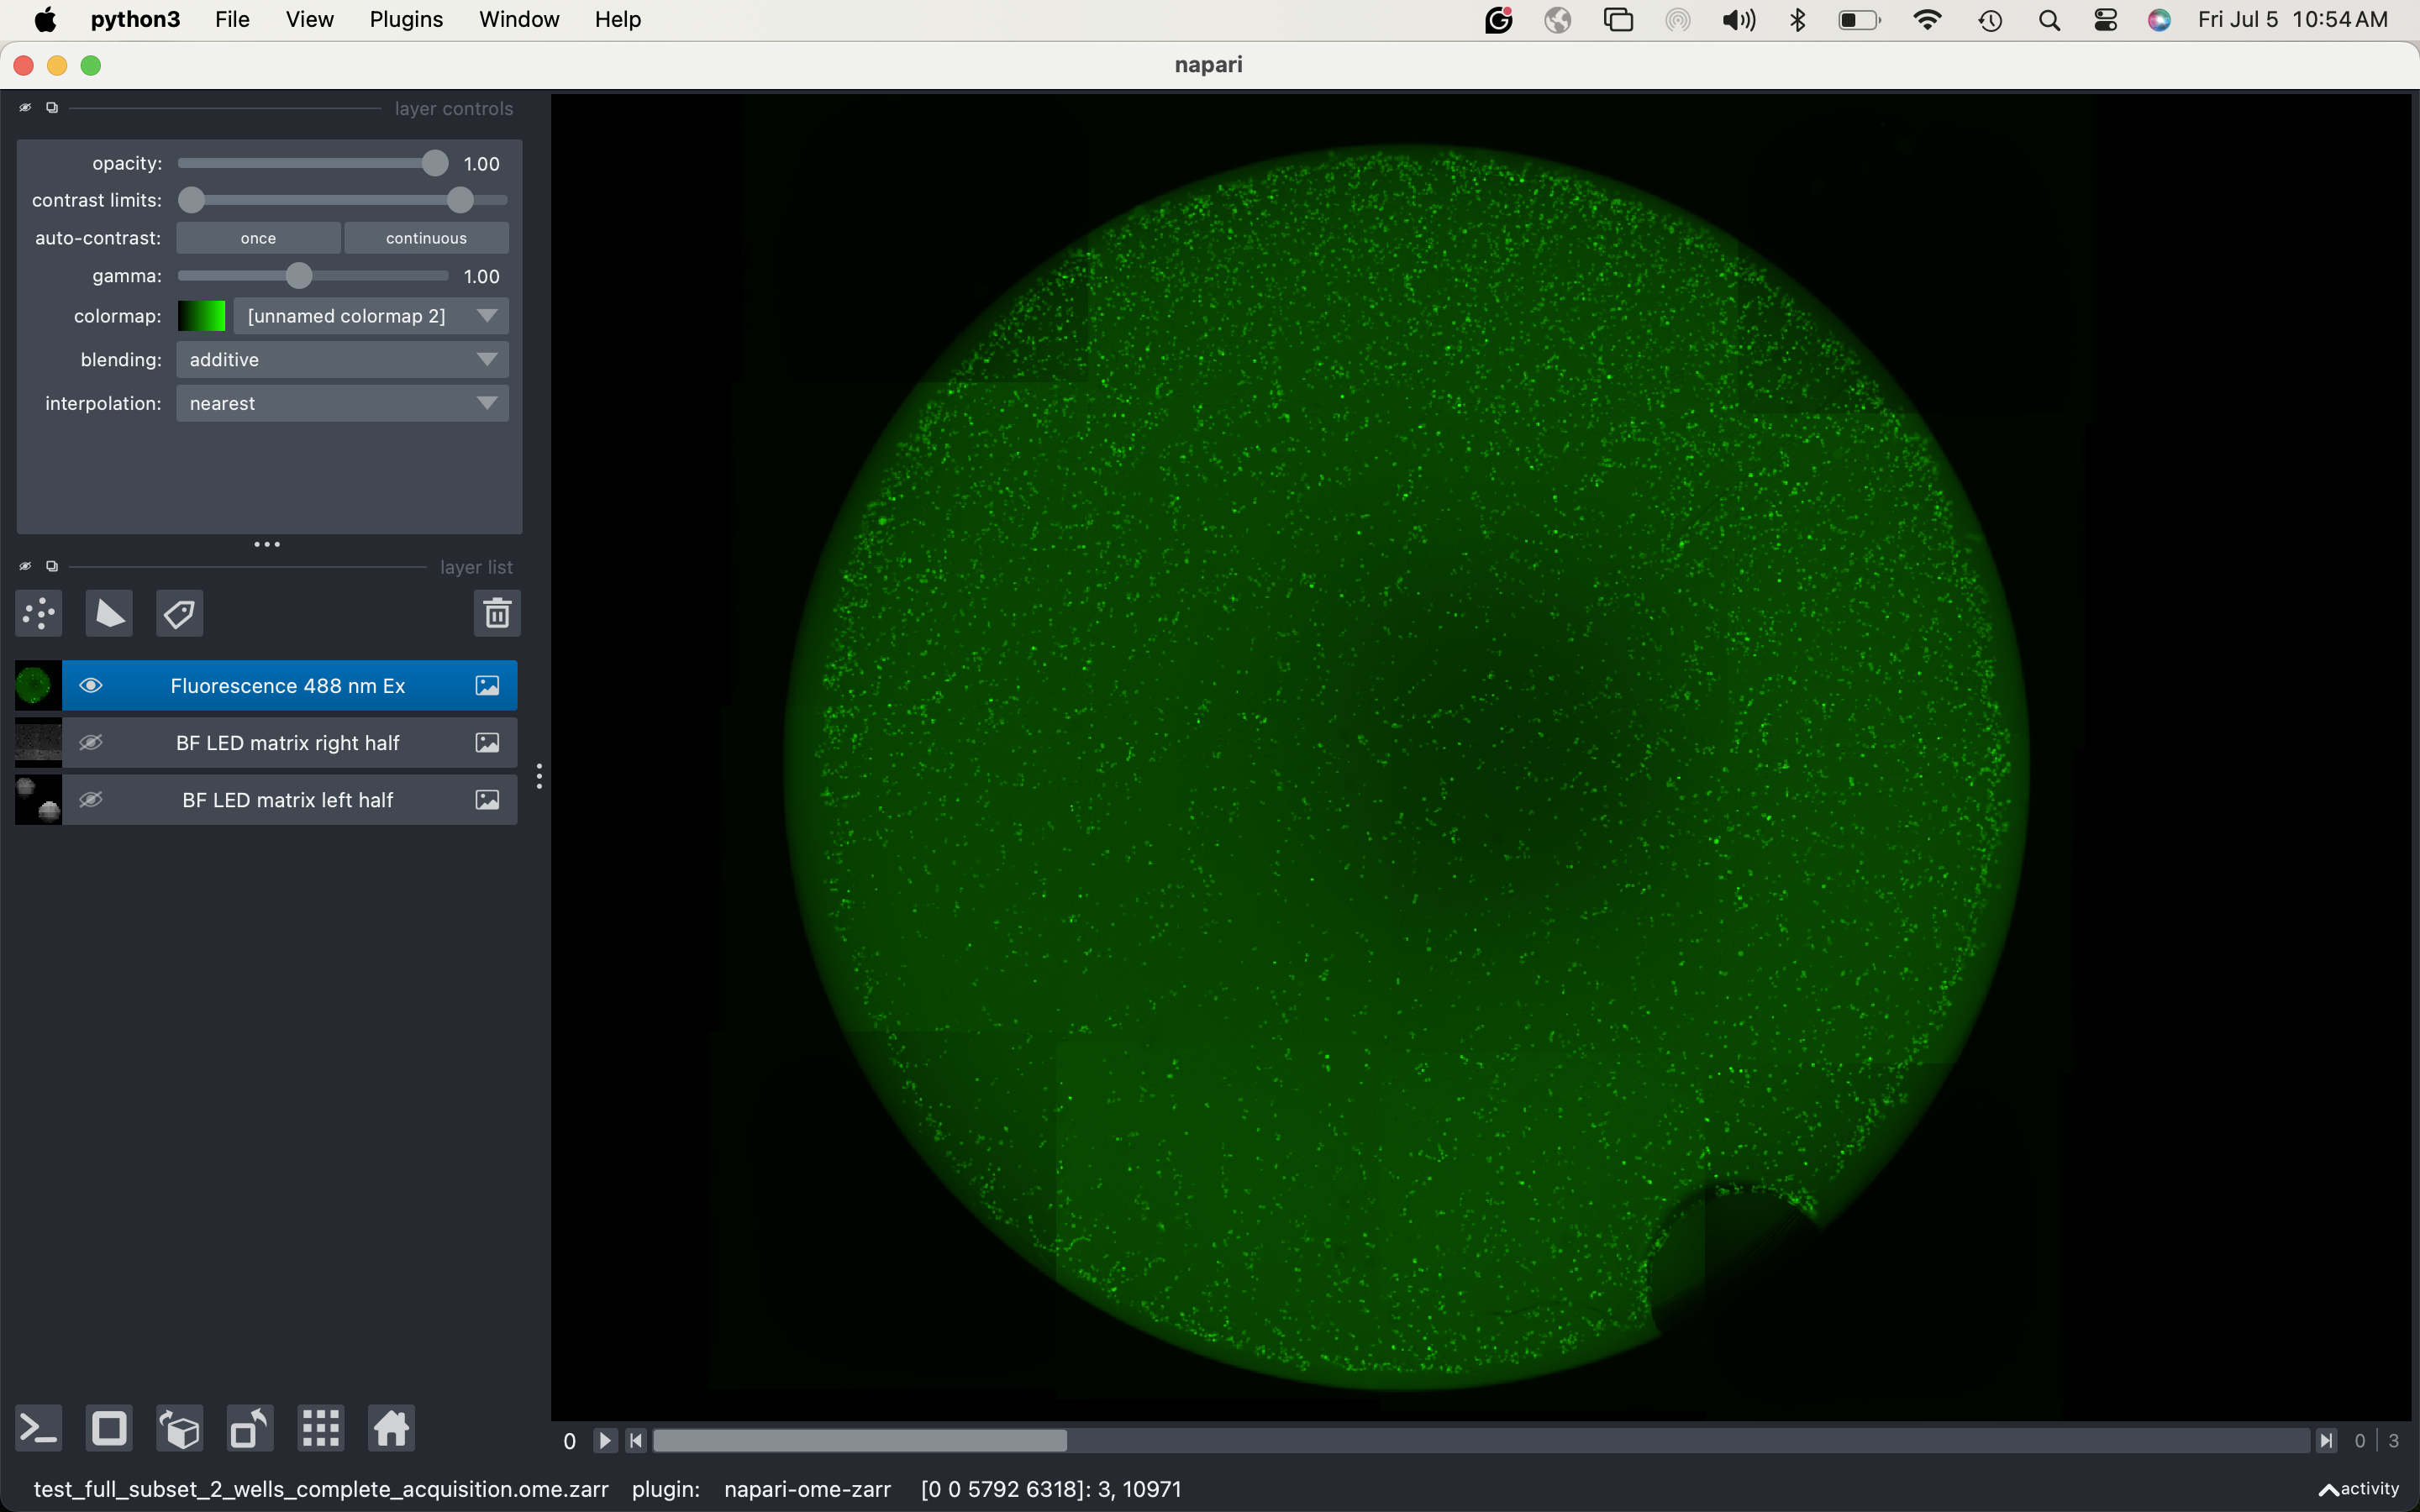 python3 File View Plugins Window Help Fri Jul 5 10:54 AM
napari
layer controls
opacity: 1.00
contrast limits:
auto-contrast: once continuous
gamma: 1.00
colormap: [unnamed colormap 2]
blending: additive
interpolation: nearest
layer list
Fluorescence 488 nm Ex
BF LED matrix right half
BF LED matrix left half
0 0 3
test_full_subset_2_wells_complete_acquisition.ome.zarr plugin: napari-ome-zarr [0 0 5792 6318]: 3, 10971 activity